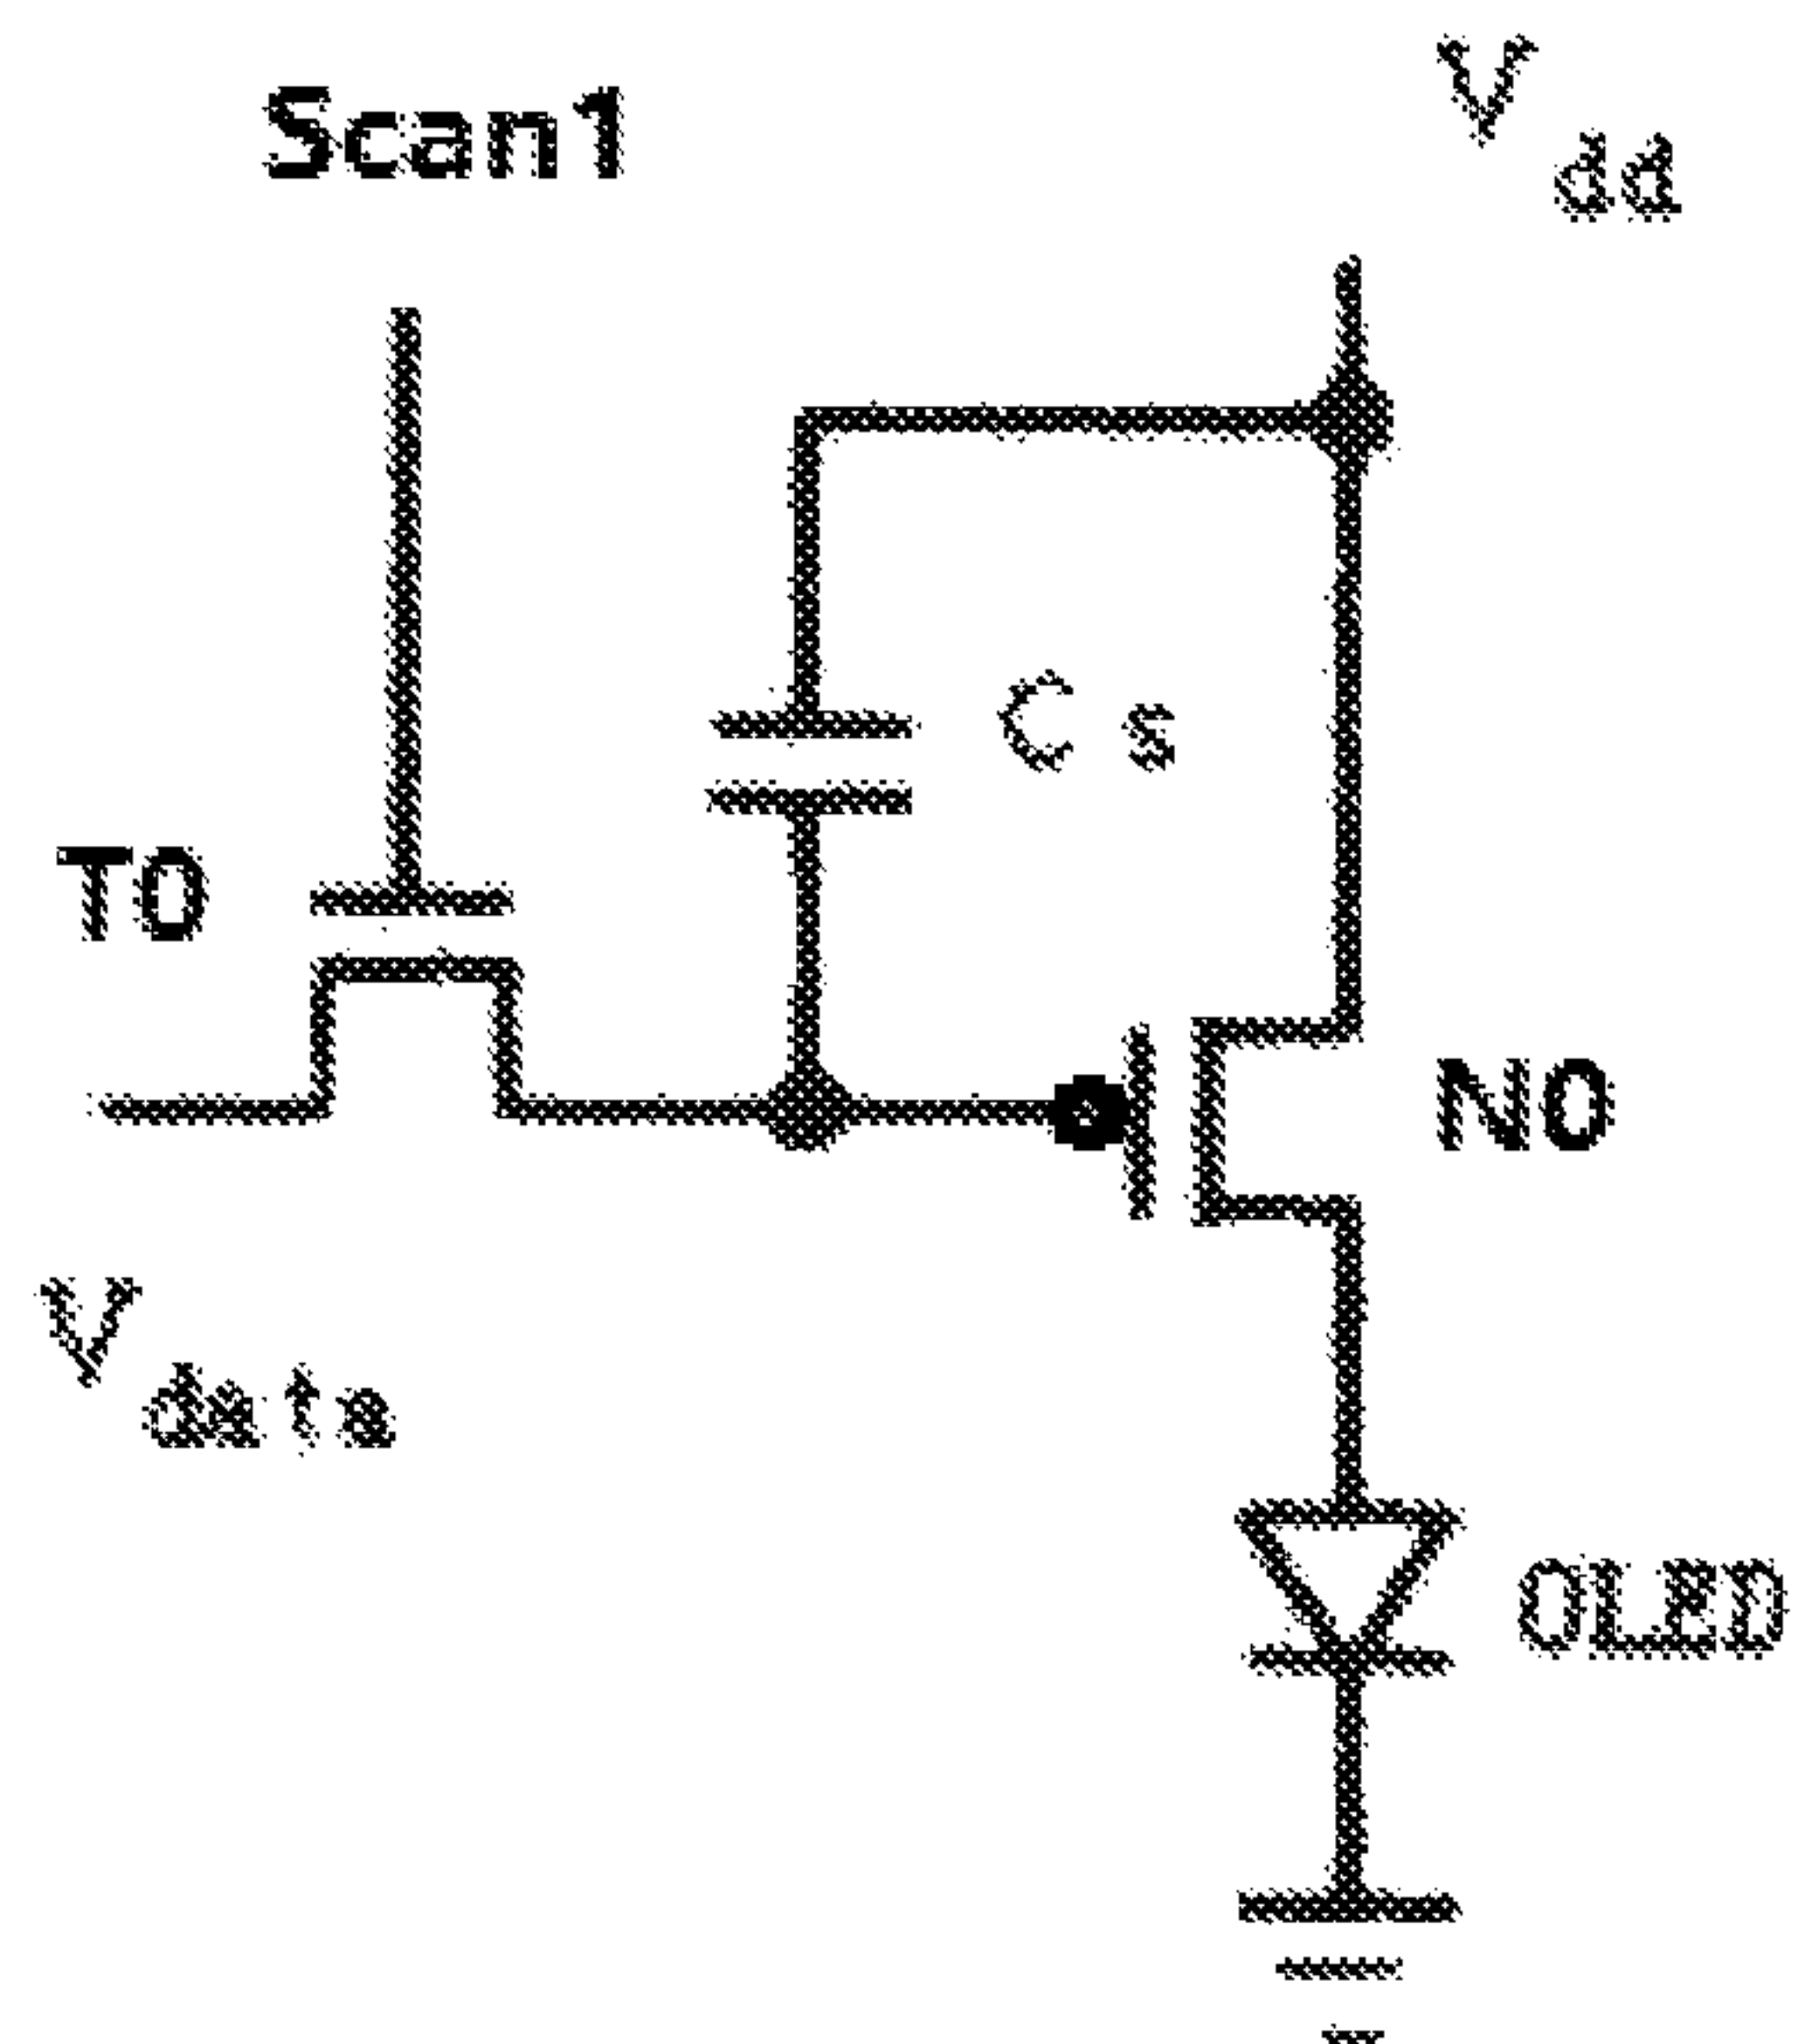 Scan1
Vdd
Cs
T0
N0
Vdata
OLED